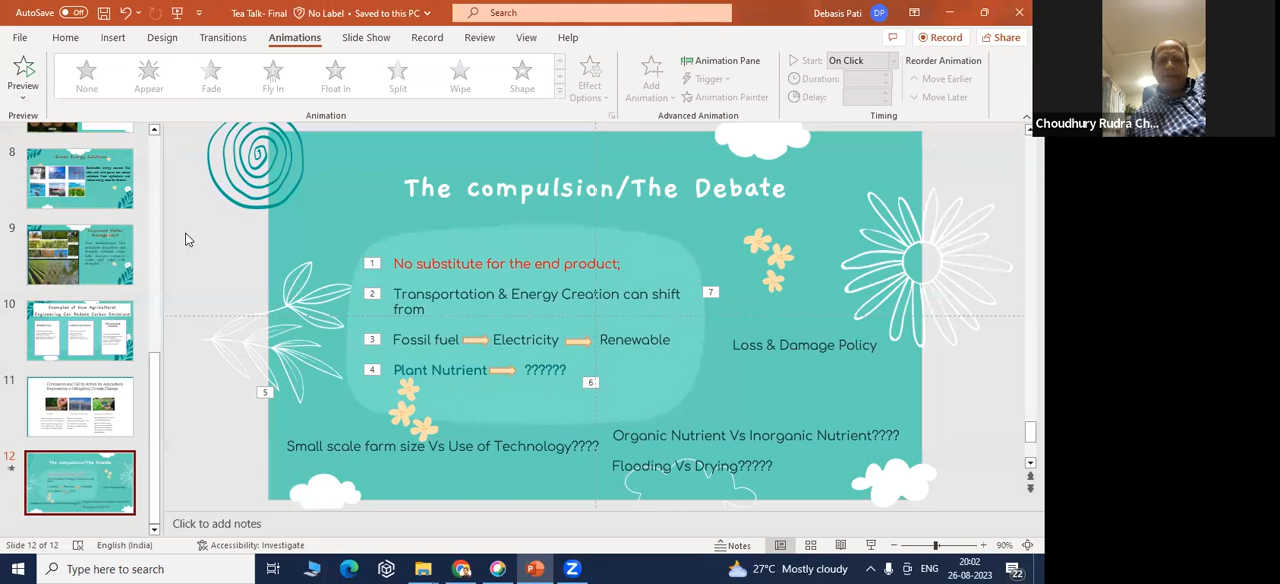 AutoSave Off Tea Talk- Final No Label • Saved to this PC Search Debasis Pati DP
File Home Insert Design Transitions Animations Slide Show Record Review View Help Record Share
Preview None Appear Fade Fly In Float In Split Wipe Shape Effect Options Add Animation Animation Pane Trigger Animation Painter Start: On Click Duration: Delay: Reorder Animation Move Earlier Move Later
Preview Animation Advanced Animation Timing
Choudhury Rudra Ch...
8
9
10
11
12
The compulsion/The Debate
1 No substitute for the end product;
2 Transportation & Energy Creation can shift
from
7
3 Fossil fuel Electricity Renewable
Loss & Damage Policy
4 Plant Nutrient ??????
5
6
Small scale farm size Vs Use of Technology????
Organic Nutrient Vs Inorganic Nutrient????
Flooding Vs Drying?????
Click to add notes
Slide 12 of 12 English (India) Accessibility: Investigate Notes 90%
Type here to search 27°C Mostly cloudy ENG 20:02
26-08-2023 22